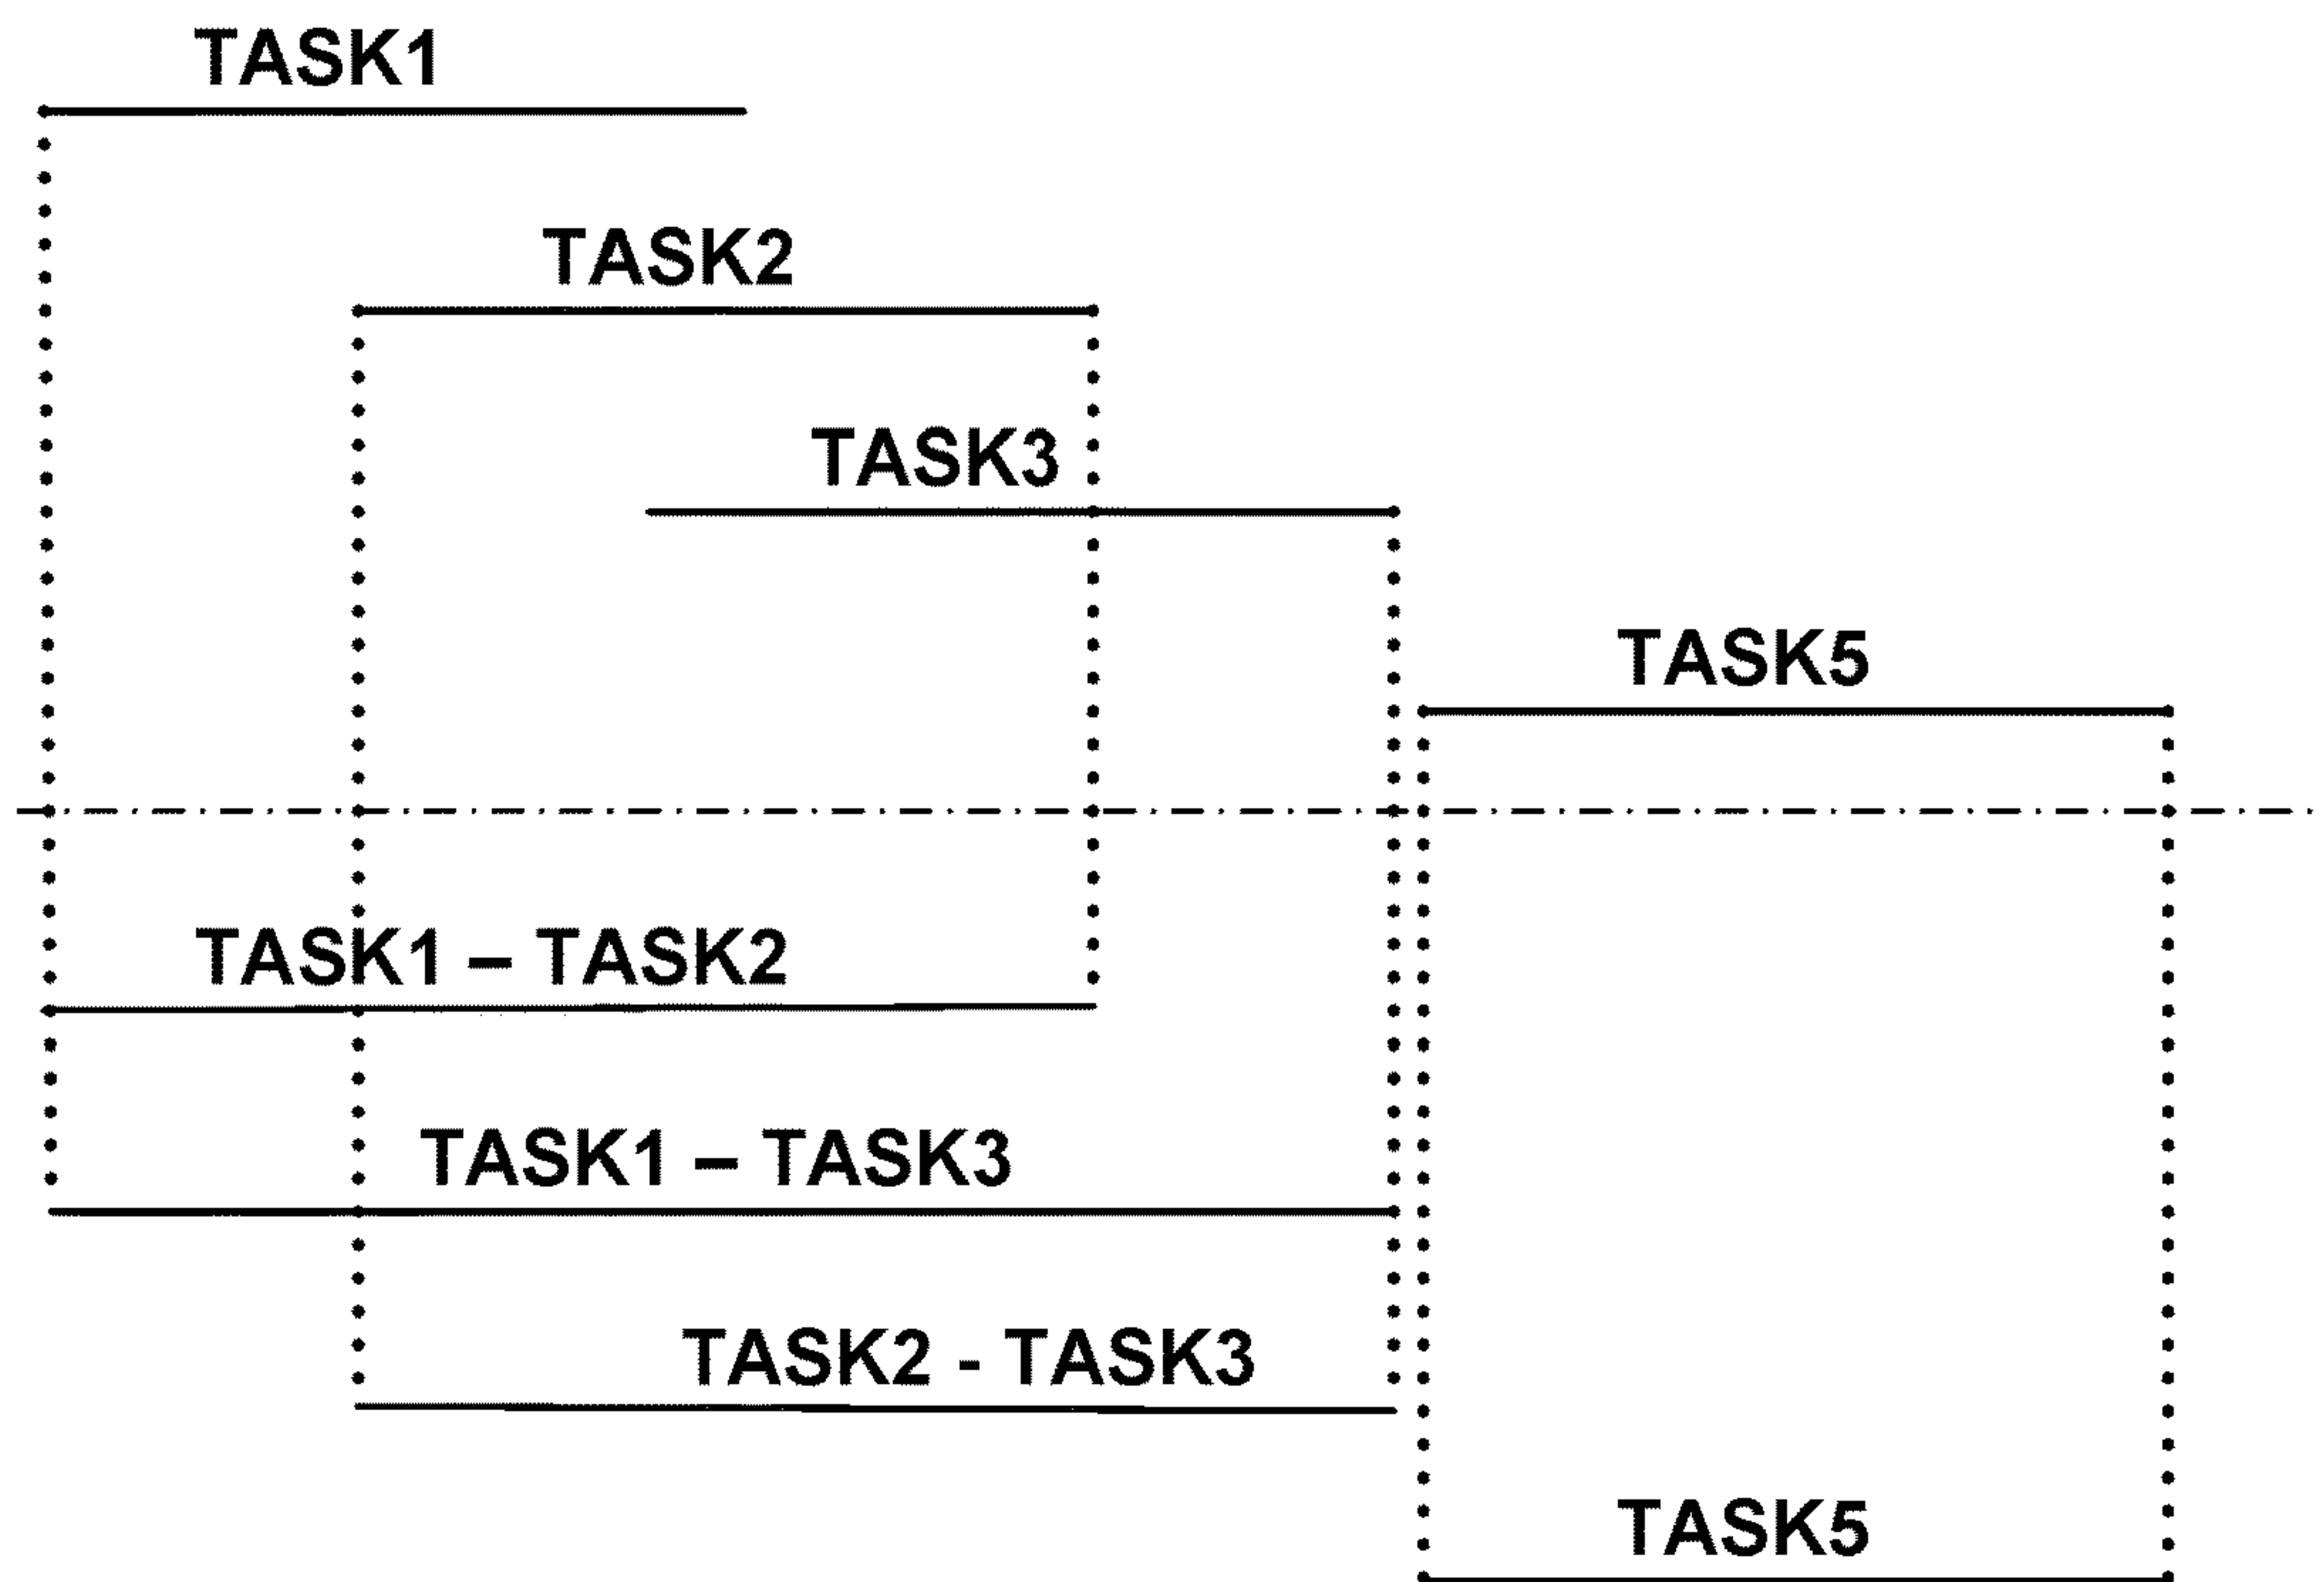 TASK1
TASK2
TASK3
TASK5
TASK1 – TASK2
TASK1 – TASK3
TASK2 - TASK3
TASK5